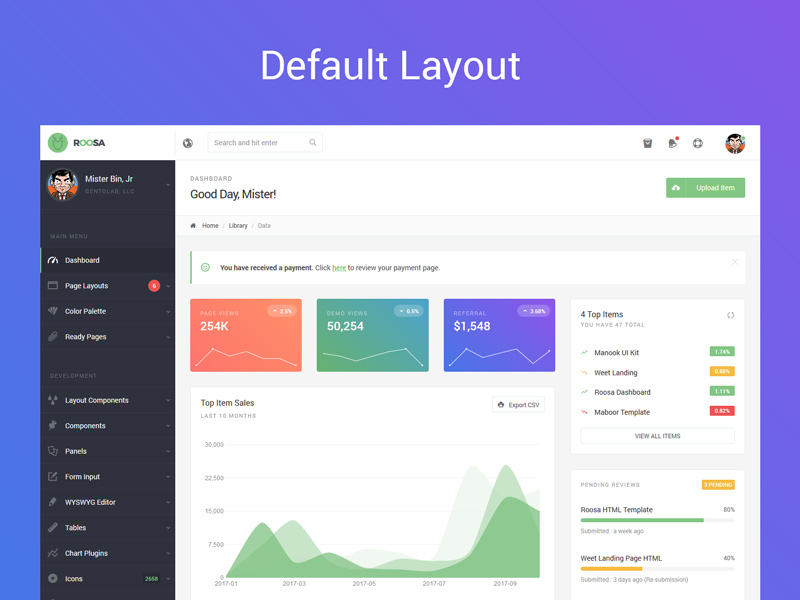 Default Layout
ROOSA
Search and hit enter
Mister Bin, Jr
GENTOLAB, LLC
MAIN MENU
Dashboard
Page Layouts 6
Color Palette
Ready Pages
DEVELOPMENT
Layout Components
Components
Panels
Form Input
WYSWYG Editor
Tables
Chart Plugins
Icons 2658
DASHBOARD
Good Day, Mister!
Upload Item
Home / Library / Data
You have received a payment. Click here to review your payment page.
PAGE VIEWS 2.5%
254K
DEMO VIEWS 0.5%
50,254
REFERRAL 3.68%
$1,548
Top Item Sales
LAST 10 MONTHS
Export CSV
30,000
22,500
15,000
7,500
0
2017-01 2017-03 2017-05 2017-07 2017-09
4 Top Items
YOU HAVE 47 TOTAL
Manook UI Kit 1.74%
Weet Landing 0.88%
Roosa Dashboard 1.11%
Maboor Template 0.82%
VIEW ALL ITEMS
PENDING REVIEWS 3 PENDING
Roosa HTML Template 80%
Submitted : a week ago
Weet Landing Page HTML 40%
Submitted : 3 days ago (Re-submission)